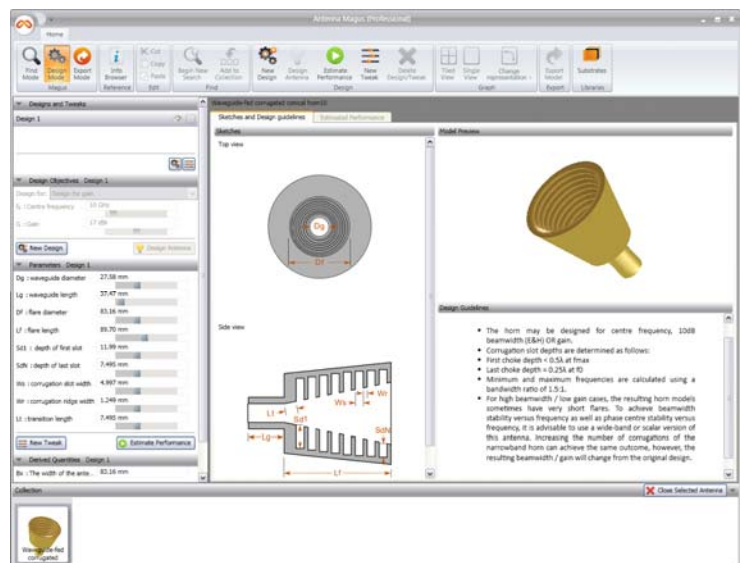 Antenna Magus (Professional)
Home
Find Mode
Design Mode
Export Mode
Magus
Info Browser
Reference
Cut
Copy
Paste
Edit
Begin New Search
Add to Collection
Find
New Design
Design Antenna
Estimate Performance
New Tweak
Delete Design/Tweak
Design
Tiled View
Single View
Change representation
Graph
Export Model
Export
Substrates
Libraries
Designs and Tweaks
Design 1
Design Objectives Design 1
Design for: Design for gain
: Centre frequency 10 GHz
: Gain 17 dBi
New Design
Design Antenna
Parameters Design 1
Dg : waveguide diameter 27.58 mm
Lg : waveguide length 37.47 mm
Df : flare diameter 83.16 mm
Lf : flare length 89.70 mm
Sd1 : depth of first slot 11.99 mm
SdN : depth of last slot 7.495 mm
Ws : corrugation slot width 4.997 mm
Wr : corrugation ridge width 1.249 mm
Lt : transition length 7.495 mm
New Tweak
Estimate Performance
Derived Quantities Design 1
Bx : The width of the ante... 83.16 mm
Waveguide-fed corrugated conical horn
Sketches and Design guidelines
Estimated Performance
Sketches
Top view
Dg
Df
Side view
Lt
Ws
Wr
Sd1
Lg
SdN
Lf
Model Preview
Design Guidelines
• The horn may be designed for centre frequency, 10dB
beamwidth (E&H) OR gain.
• Corrugation slot depths are determined as follows:
• First choke depth < 0.5λ at fmax
• Last choke depth = 0.25λ at f0
• Minimum and maximum frequencies are calculated using a
bandwidth ratio of 1.5:1.
• For high beamwidth / low gain cases, the resulting horn models
sometimes have very short flares. To achieve beamwidth
stability versus frequency as well as phase centre stability versus
frequency, it is advisable to use a wide-band or scalar version of
this antenna. Increasing the number of corrugations of the
narrowband horn can achieve the same outcome, however, the
resulting beamwidth / gain will change from the original design.
Collection
Close Selected Antenna
Waveguide-fed
corrugated